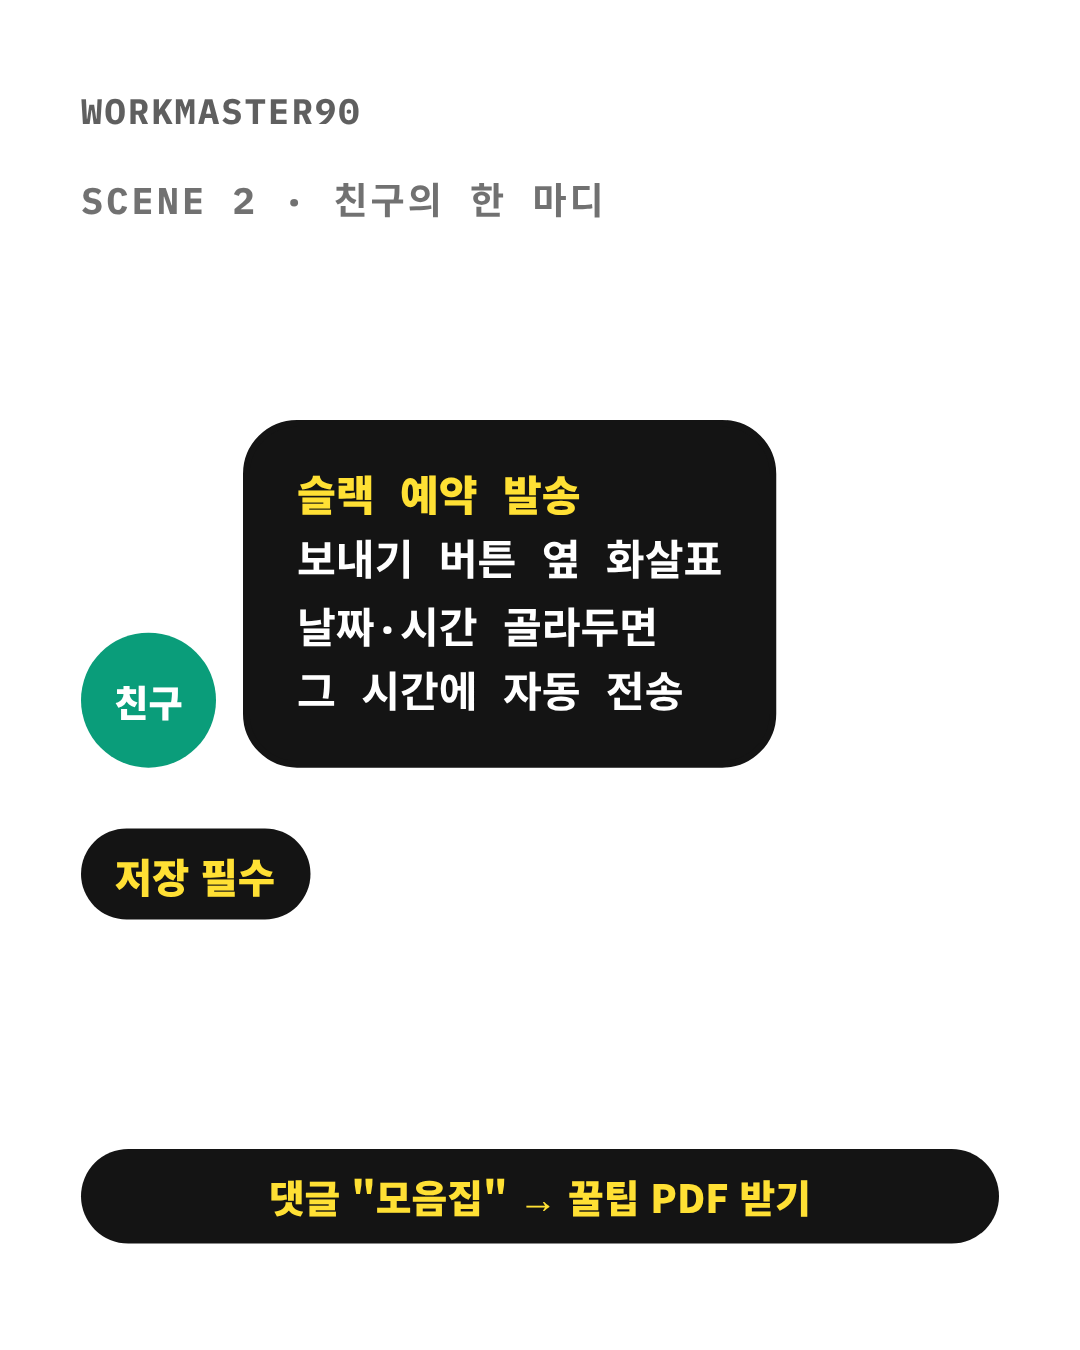 WORKMASTER90
SCENE 2 · 친구의 한 마디
슬랙 예약 발송
보내기 버튼 옆 화살표
날짜·시간 골라두면
그 시간에 자동 전송
친구
저장 필수
댓글 "모음집" → 꿀팁 PDF 받기